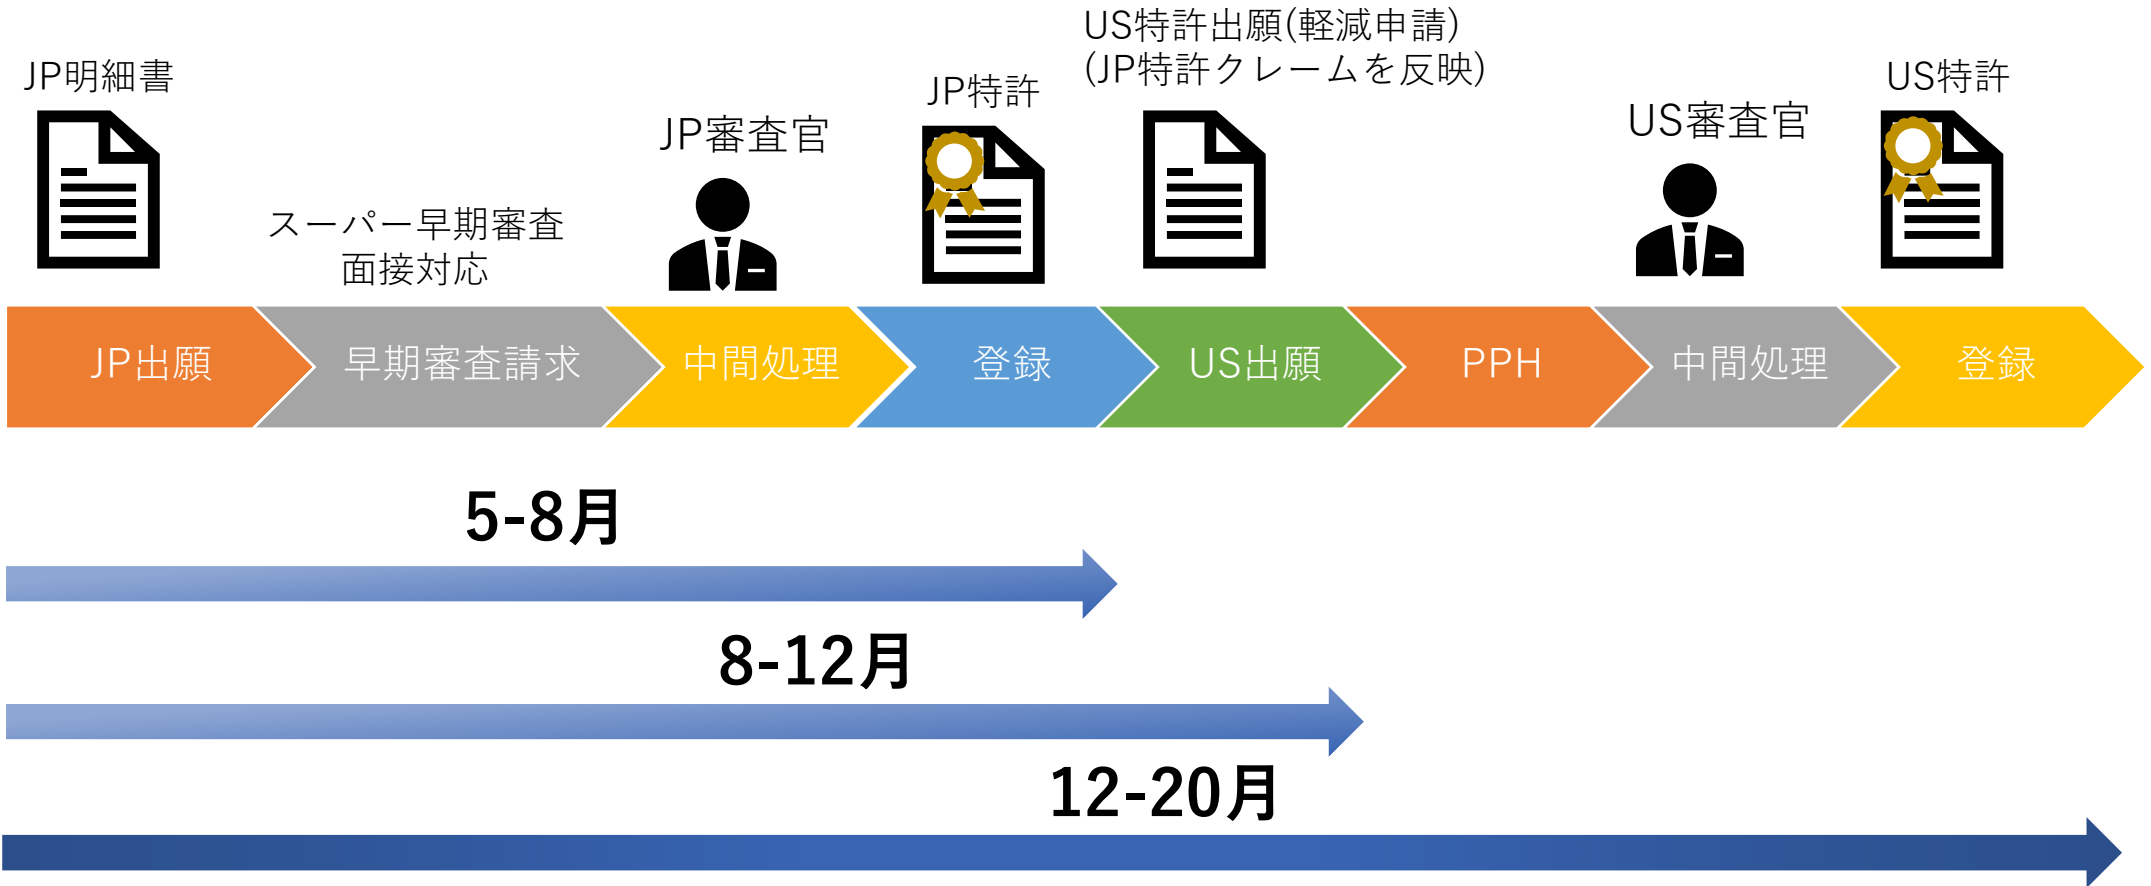 JP明細書
スーパー早期審査
面接対応
JP審査官
JP特許
US特許出願(軽減申請)
(JP特許クレームを反映)
US審査官
US特許
JP出願
早期審査請求
中間処理
登録
US出願
PPH
中間処理
登録
5-8月
8-12月
12-20月